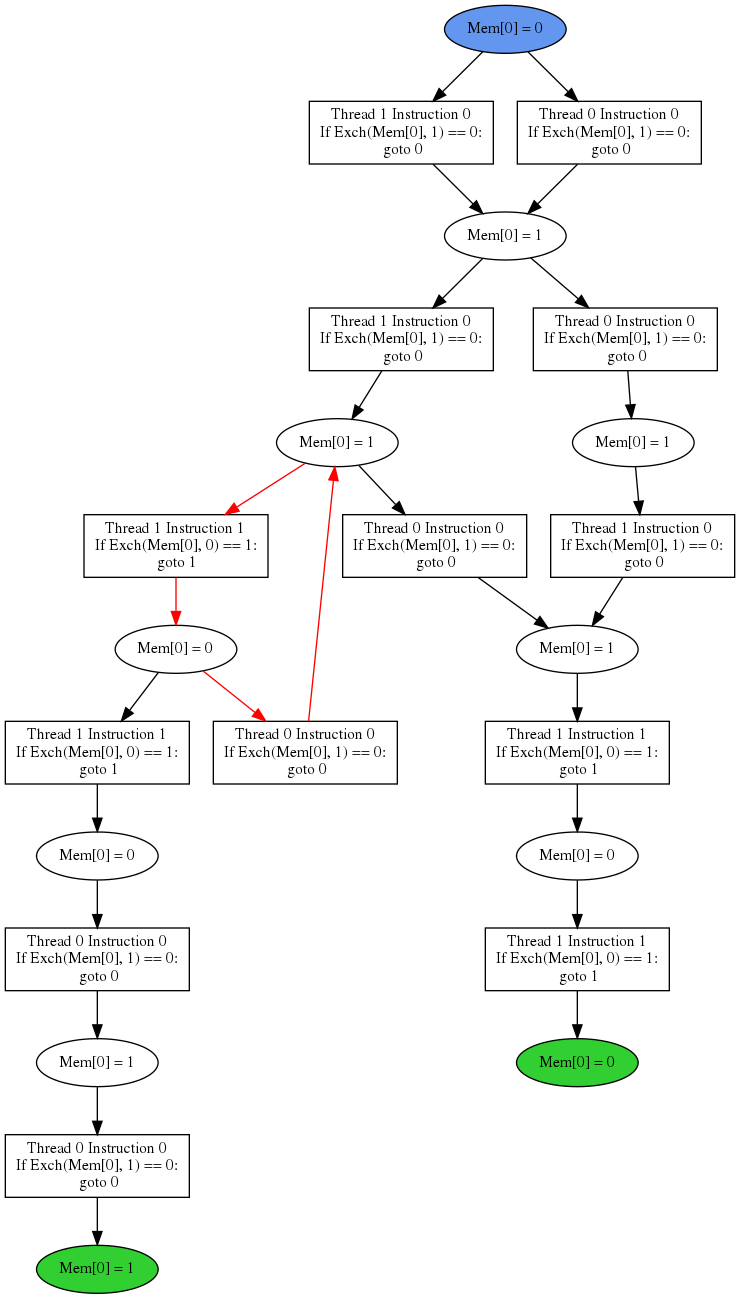 Mem[0] = 0
Thread 1 Instruction 0
If Exch(Mem[0], 1) == 0:
goto 0
Thread 0 Instruction 0
If Exch(Mem[0], 1) == 0:
goto 0
Mem[0] = 1
Thread 1 Instruction 0
If Exch(Mem[0], 1) == 0:
goto 0
Thread 0 Instruction 0
If Exch(Mem[0], 1) == 0:
goto 0
Mem[0] = 1
Mem[0] = 1
Thread 1 Instruction 1
If Exch(Mem[0], 0) == 1:
goto 1
Thread 0 Instruction 0
If Exch(Mem[0], 1) == 0:
goto 0
Thread 1 Instruction 0
If Exch(Mem[0], 1) == 0:
goto 0
Mem[0] = 0
Mem[0] = 1
Thread 1 Instruction 1
If Exch(Mem[0], 0) == 1:
goto 1
Thread 0 Instruction 0
If Exch(Mem[0], 1) == 0:
goto 0
Thread 1 Instruction 1
If Exch(Mem[0], 0) == 1:
goto 1
Mem[0] = 0
Mem[0] = 0
Thread 0 Instruction 0
If Exch(Mem[0], 1) == 0:
goto 0
Thread 1 Instruction 1
If Exch(Mem[0], 0) == 1:
goto 1
Mem[0] = 1
Mem[0] = 0
Thread 0 Instruction 0
If Exch(Mem[0], 1) == 0:
goto 0
Mem[0] = 1